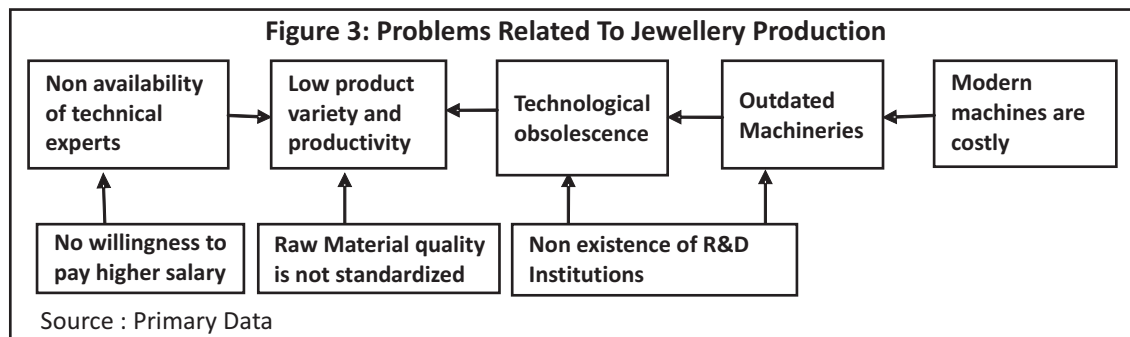 Figure 3: Problems Related To Jewellery Production
Non availability
of technical
experts
Low product
variety and
productivity
Technological
obsolescence
Outdated
Machineries
Modern
machines are
costly
No willingness to
pay higher salary
Raw Material quality
is not standardized
Non existence of R&D
Institutions
Source : Primary Data